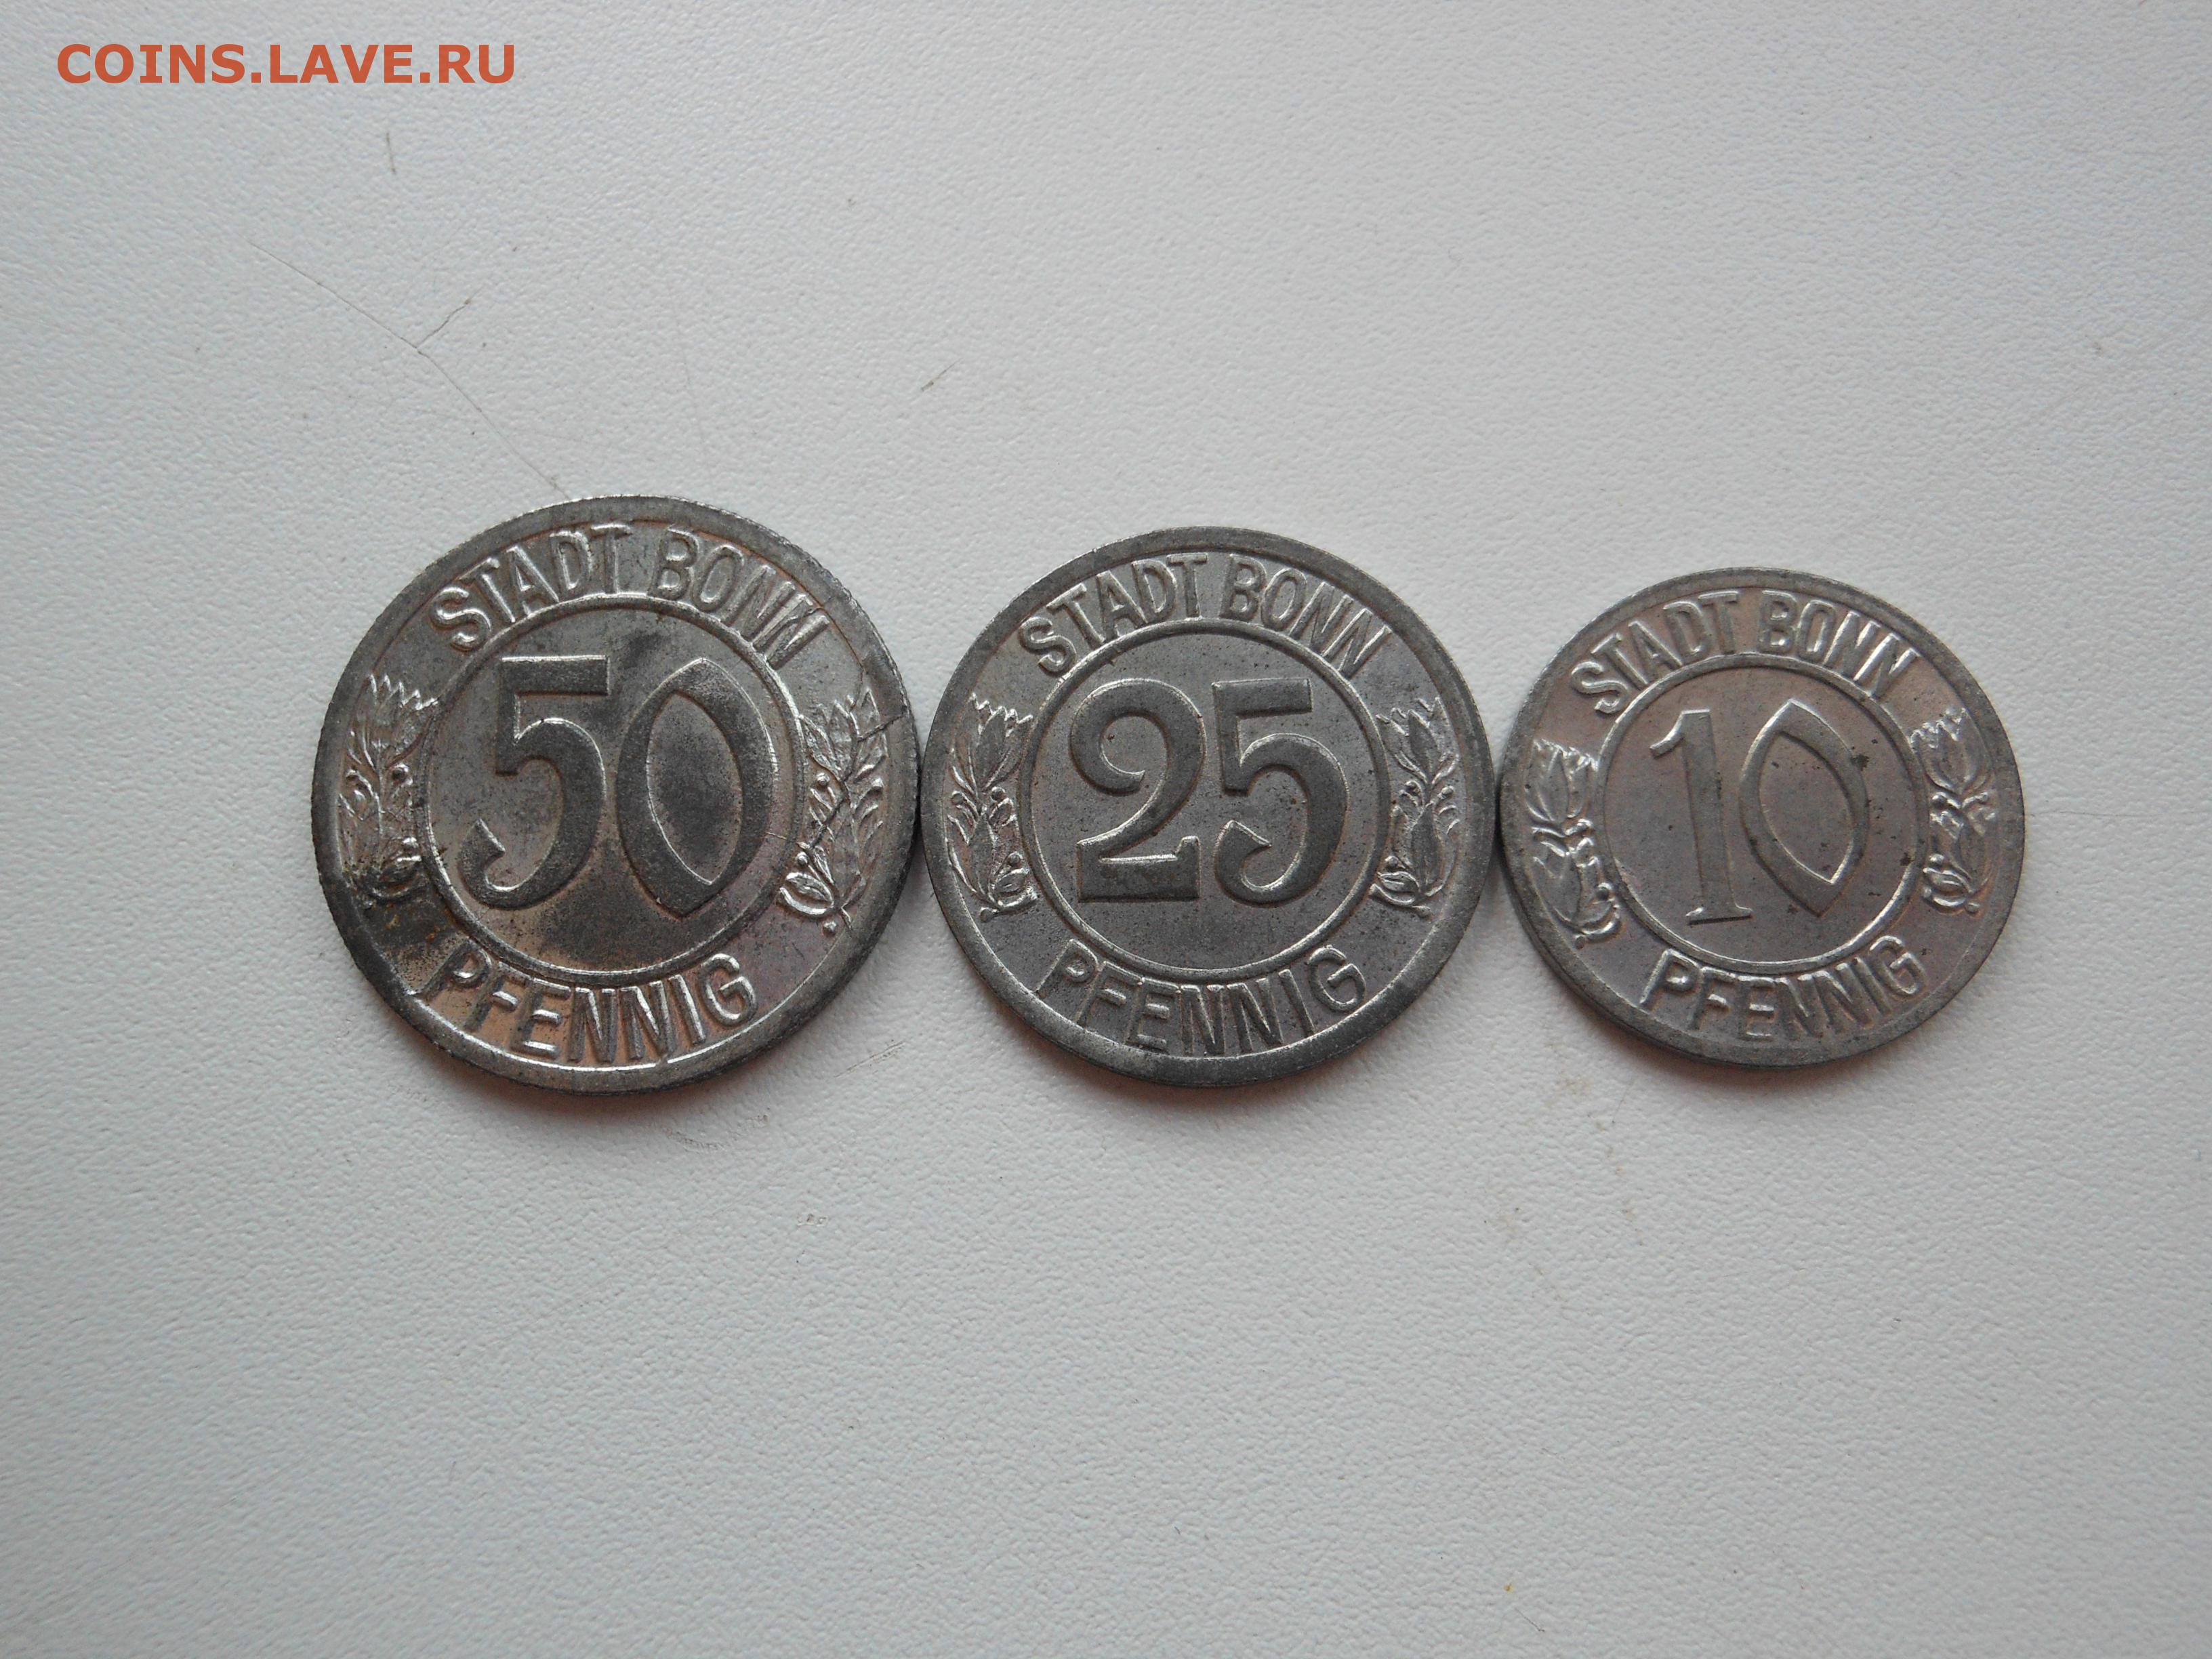 COINS.LAVE.RU
STADT BONN
50
PFENNIG
STADT BONN
25
PFENNIG
STADT BONN
10
PFENNIG